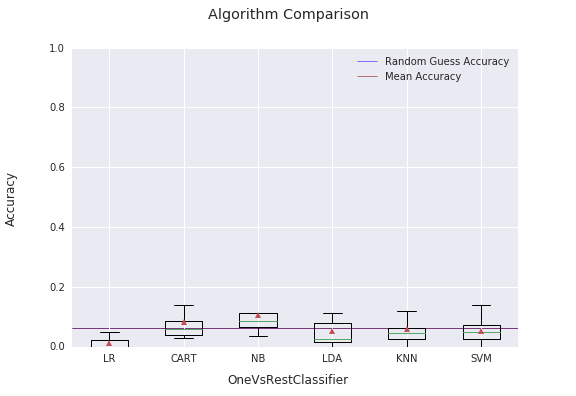 Algorithm Comparison
1.0
0.8
0.6
0.4
0.2
0.0
Accuracy
Random Guess Accuracy
Mean Accuracy
LR CART NB LDA KNN SVM
OneVsRestClassifier